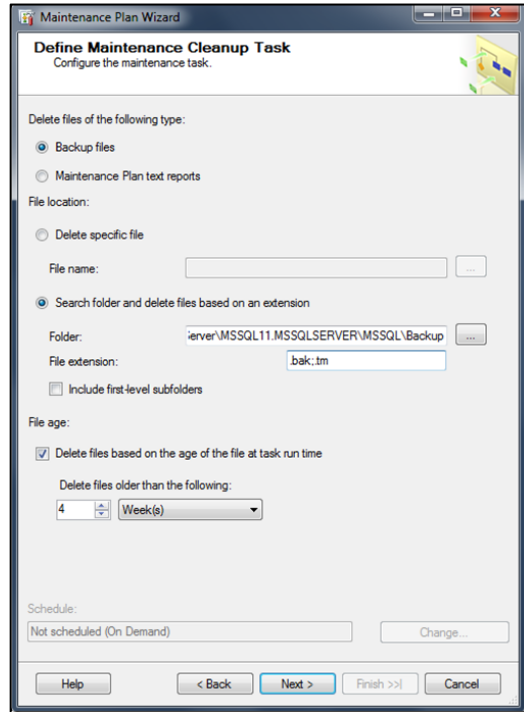 Maintenance Plan Wizard
Define Maintenance Cleanup Task
Configure the maintenance task.
Delete files of the following type:
Backup files
Maintenance Plan text reports
File location:
Delete specific file
File name:
...
Search folder and delete files based on an extension
Folder: erver\MSSQL11.MSSQLSERVER\MSSQL\Backup ...
File extension: .bak;.trn
Include first-level subfolders
File age:
Delete files based on the age of the file at task run time
Delete files older than the following:
4 Week(s)
Schedule:
Not scheduled (On Demand) Change...
Help < Back Next > Finish >>| Cancel